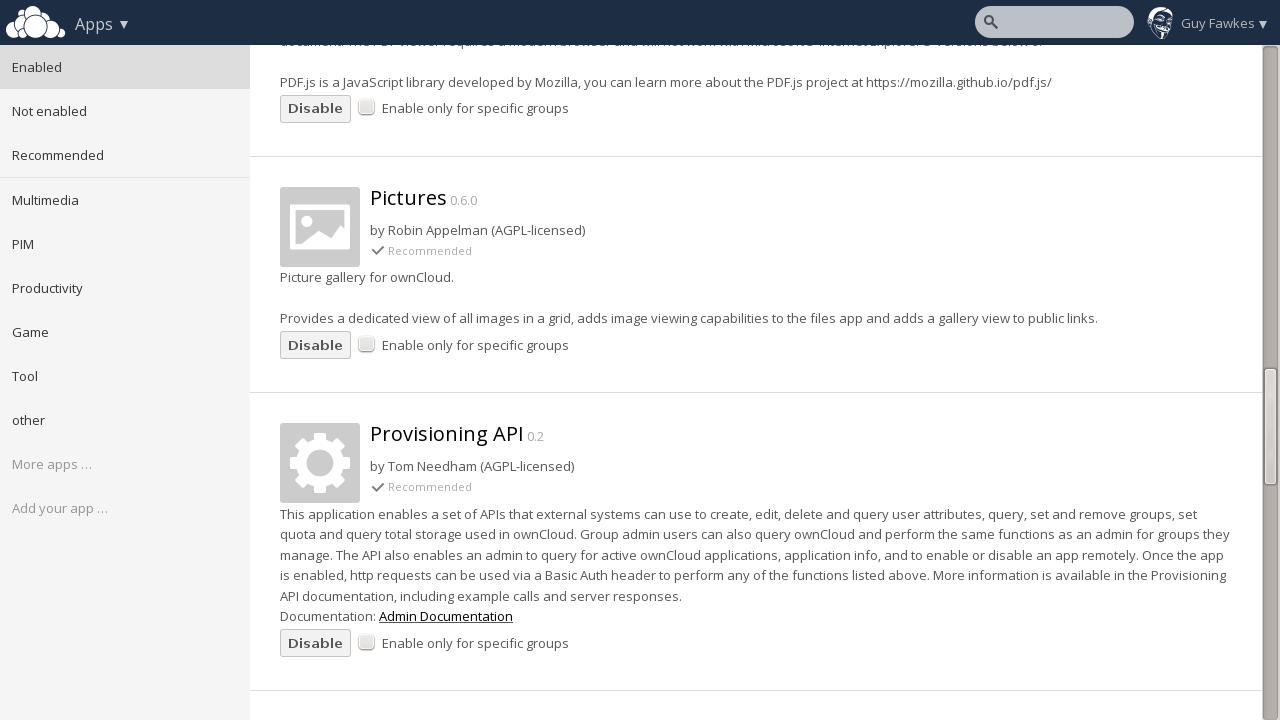 Apps ▼
Guy Fawkes ▼
Enabled
Not enabled
Recommended
Multimedia
PIM
Productivity
Game
Tool
other
More apps …
Add your app …
PDF.js is a JavaScript library developed by Mozilla, you can learn more about the PDF.js project at https://mozilla.github.io/pdf.js/
Disable Enable only for specific groups
Pictures 0.6.0
by Robin Appelman (AGPL-licensed)
Recommended
Picture gallery for ownCloud.
Provides a dedicated view of all images in a grid, adds image viewing capabilities to the files app and adds a gallery view to public links.
Disable Enable only for specific groups
Provisioning API 0.2
by Tom Needham (AGPL-licensed)
Recommended
This application enables a set of APIs that external systems can use to create, edit, delete and query user attributes, query, set and remove groups, set
quota and query total storage used in ownCloud. Group admin users can also query ownCloud and perform the same functions as an admin for groups they
manage. The API also enables an admin to query for active ownCloud applications, application info, and to enable or disable an app remotely. Once the app
is enabled, http requests can be used via a Basic Auth header to perform any of the functions listed above. More information is available in the Provisioning
API documentation, including example calls and server responses.
Documentation: Admin Documentation
Disable Enable only for specific groups